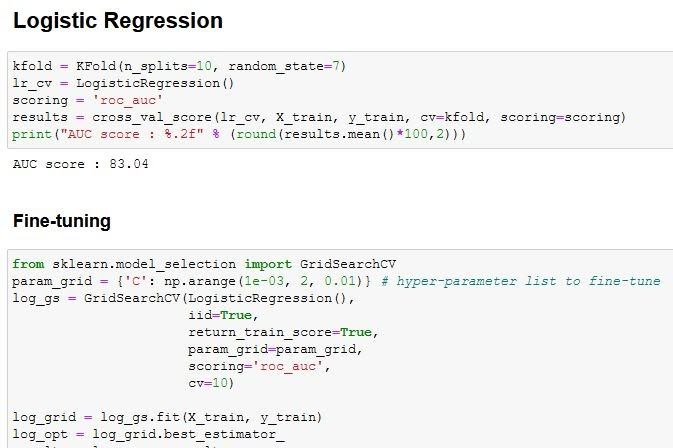 Logistic Regression
kfold = KFold(n_splits=10, random_state=7)
lr_cv = LogisticRegression()
scoring = 'roc_auc'
results = cross_val_score(lr_cv, X_train, y_train, cv=kfold, scoring=scoring)
print("AUC score : %.2f" % (round(results.mean()*100,2)))
AUC score : 83.04
Fine-tuning
from sklearn.model_selection import GridSearchCV
param_grid = {'C': np.arange(1e-03, 2, 0.01)} # hyper-parameter list to fine-tune
log_gs = GridSearchCV(LogisticRegression(),
iid=True,
return_train_score=True,
param_grid=param_grid,
scoring='roc_auc',
cv=10)
log_grid = log_gs.fit(X_train, y_train)
log_opt = log_grid.best_estimator_